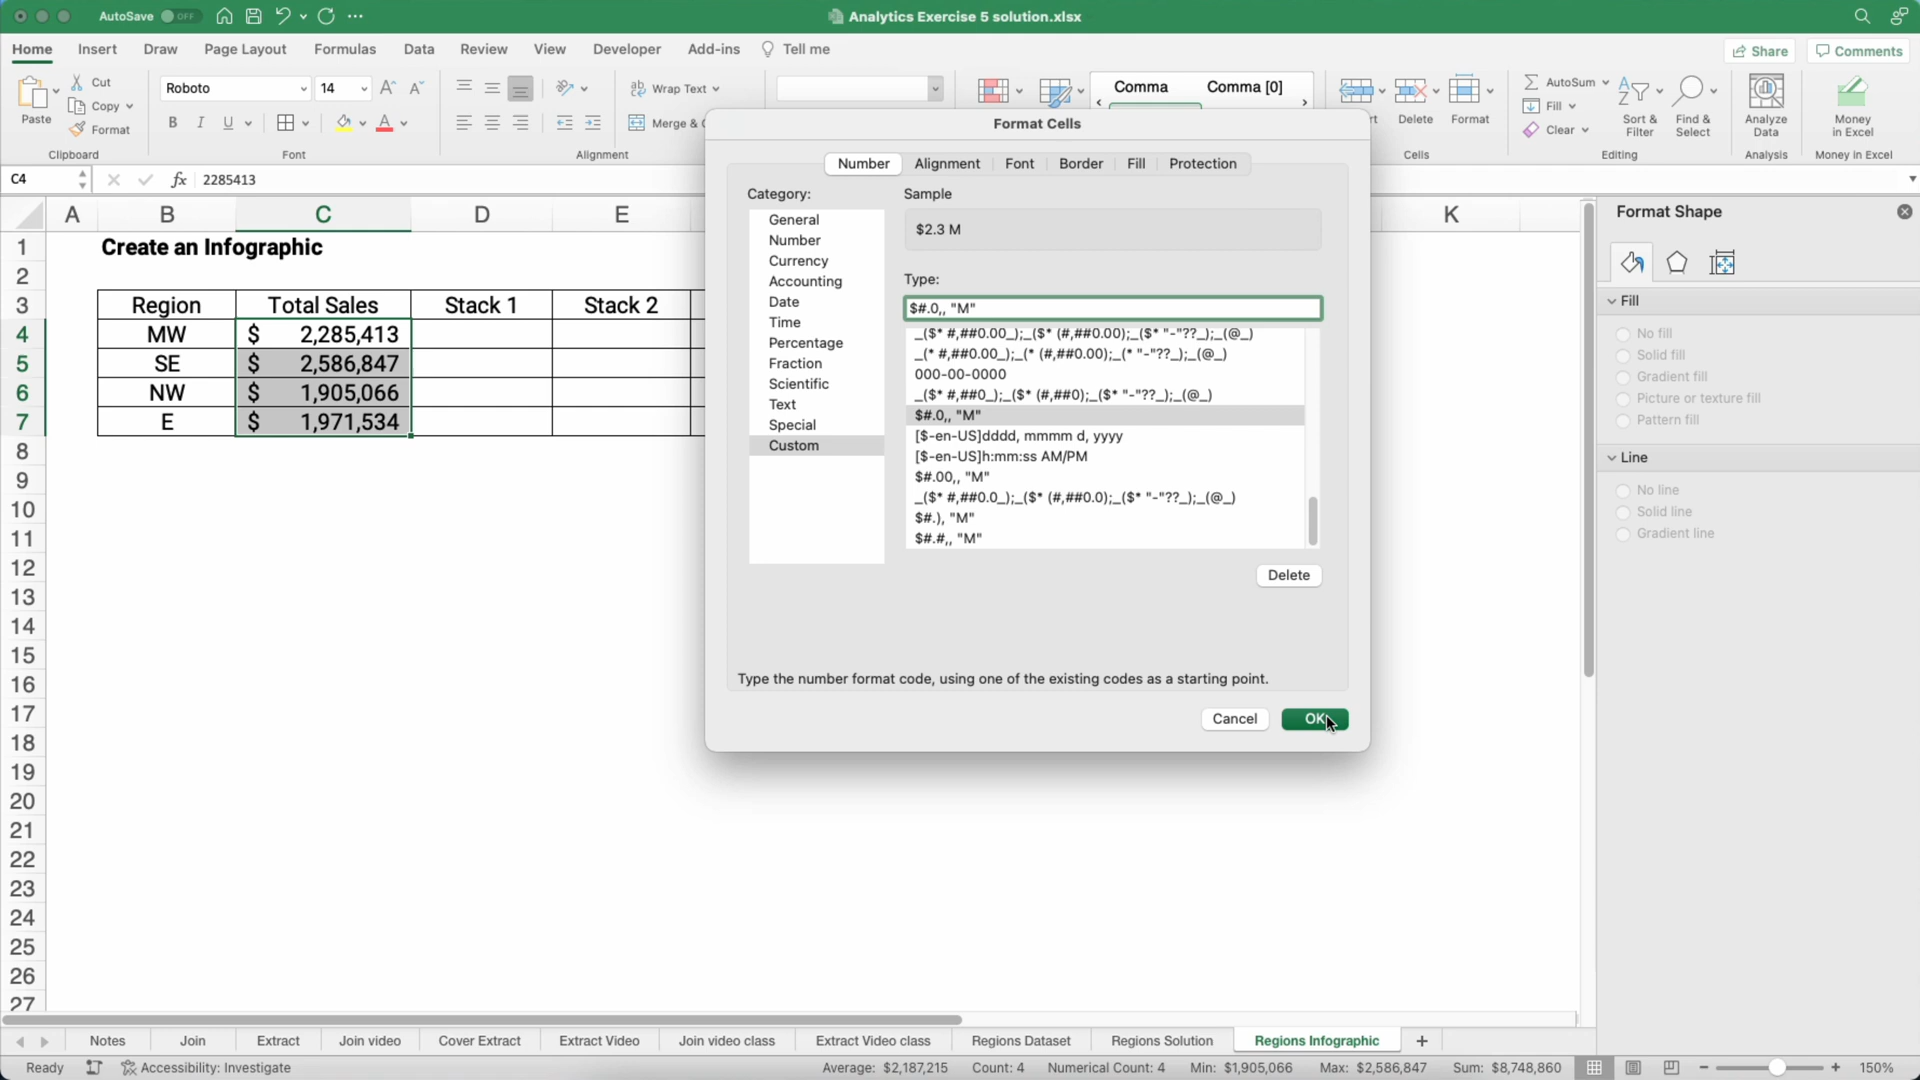 AutoSave OFF
Analytics Exercise 5 solution.xlsx
Home Insert Draw Page Layout Formulas Data Review View Developer Add-ins Tell me Share Comments
Paste Cut Copy Format
Clipboard
Roboto 14
B I U A
Font
Wrap Text
Merge & C
Alignment
Comma Comma [0]
Delete Format
Cells
AutoSum
Fill
Clear
Sort & Filter
Find & Select
Editing
Analyze Data
Analysis
Money in Excel
Money in Excel
C4 fx 2285413
A B C D E K
1 Create an Infographic
2
3 Region Total Sales Stack 1 Stack 2
4 MW $ 2,285,413
5 SE $ 2,586,847
6 NW $ 1,905,066
7 E $ 1,971,534
8
9
10
11
12
13
14
15
16
17
18
19
20
21
22
23
24
25
26
27
Format Cells
Number Alignment Font Border Fill Protection
Category:
General
Number
Currency
Accounting
Date
Time
Percentage
Fraction
Scientific
Text
Special
Custom
Sample
$2.3 M
Type:
$#.0,, "M"
_($* #,##0.00_);_($* (#,##0.00);_($* "-"??_);_(@_)
_(* #,##0.00_);_(* (#,##0.00);_(* "-"??_);_(@_)
000-00-0000
_($* #,##0_);_($* (#,##0);_($* "-"??_);_(@_)
$#.0,, "M"
[$-en-US]dddd, mmmm d, yyyy
[$-en-US]h:mm:ss AM/PM
$#.00,, "M"
_($* #,##0.0_);_($* (#,##0.0);_($* "-"??_);_(@_)
$#.), "M"
$#.#,, "M"
Delete
Type the number format code, using one of the existing codes as a starting point.
Cancel OK
Format Shape
Fill
No fill
Solid fill
Gradient fill
Picture or texture fill
Pattern fill
Line
No line
Solid line
Gradient line
Notes Join Extract Join video Cover Extract Extract Video Join video class Extract Video class Regions Dataset Regions Solution Regions Infographic
Ready Accessibility: Investigate Average: $2,187,215 Count: 4 Numerical Count: 4 Min: $1,905,066 Max: $2,586,847 Sum: $8,748,860 150%